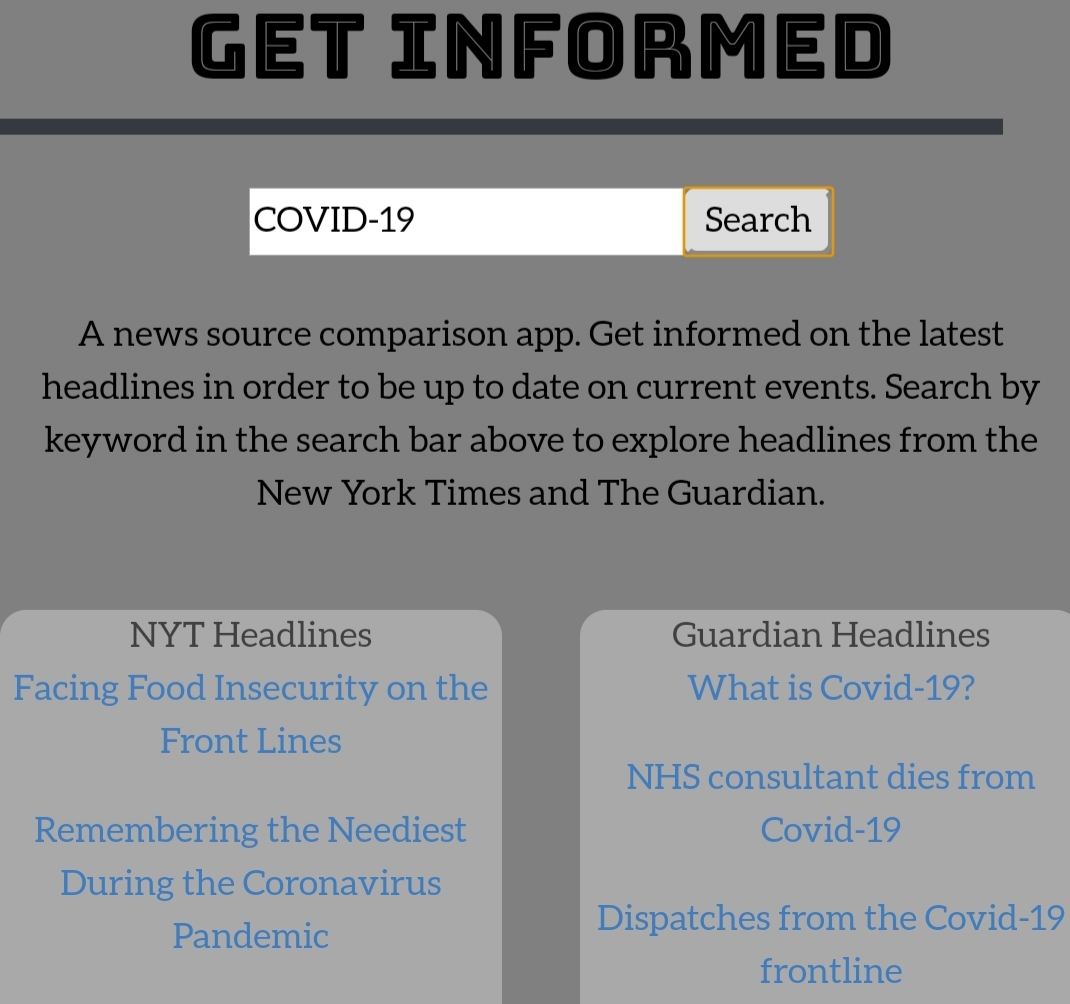 GET INFORMED
COVID-19 Search
A news source comparison app. Get informed on the latest
headlines in order to be up to date on current events. Search by
keyword in the search bar above to explore headlines from the
New York Times and The Guardian.
NYT Headlines
Facing Food Insecurity on the
Front Lines
Remembering the Neediest
During the Coronavirus
Pandemic
Guardian Headlines
What is Covid-19?
NHS consultant dies from
Covid-19
Dispatches from the Covid-19
frontline